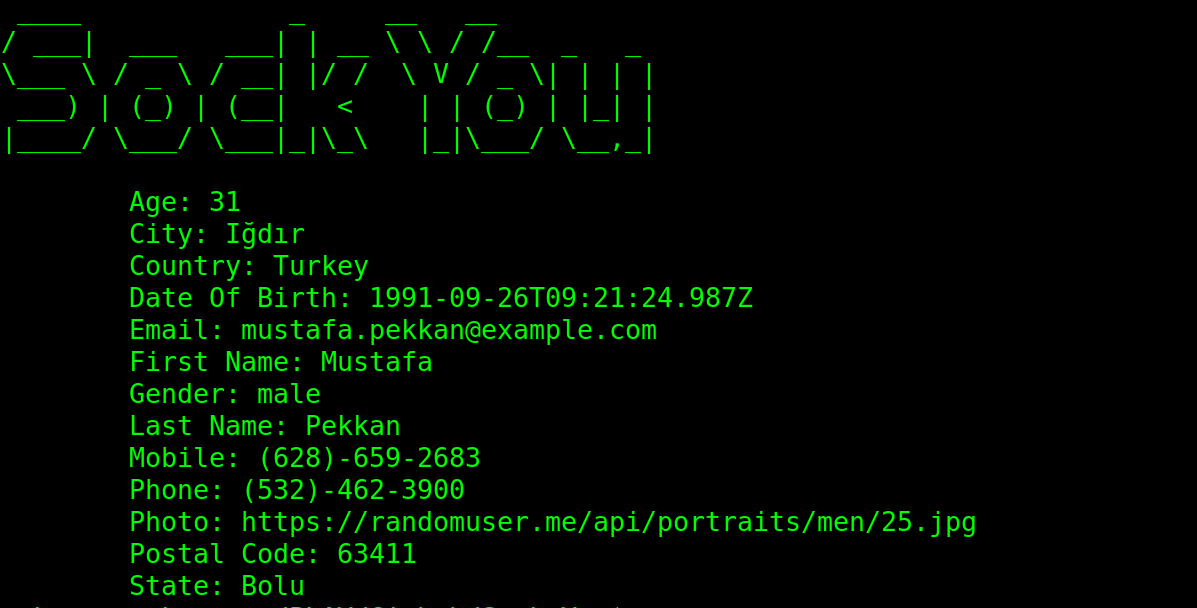 Sock You
Age: 31
City: Iğdır
Country: Turkey
Date Of Birth: 1991-09-26T09:21:24.987Z
Email: mustafa.pekkan@example.com
First Name: Mustafa
Gender: male
Last Name: Pekkan
Mobile: (628)-659-2683
Phone: (532)-462-3900
Photo: https://randomuser.me/api/portraits/men/25.jpg
Postal Code: 63411
State: Bolu